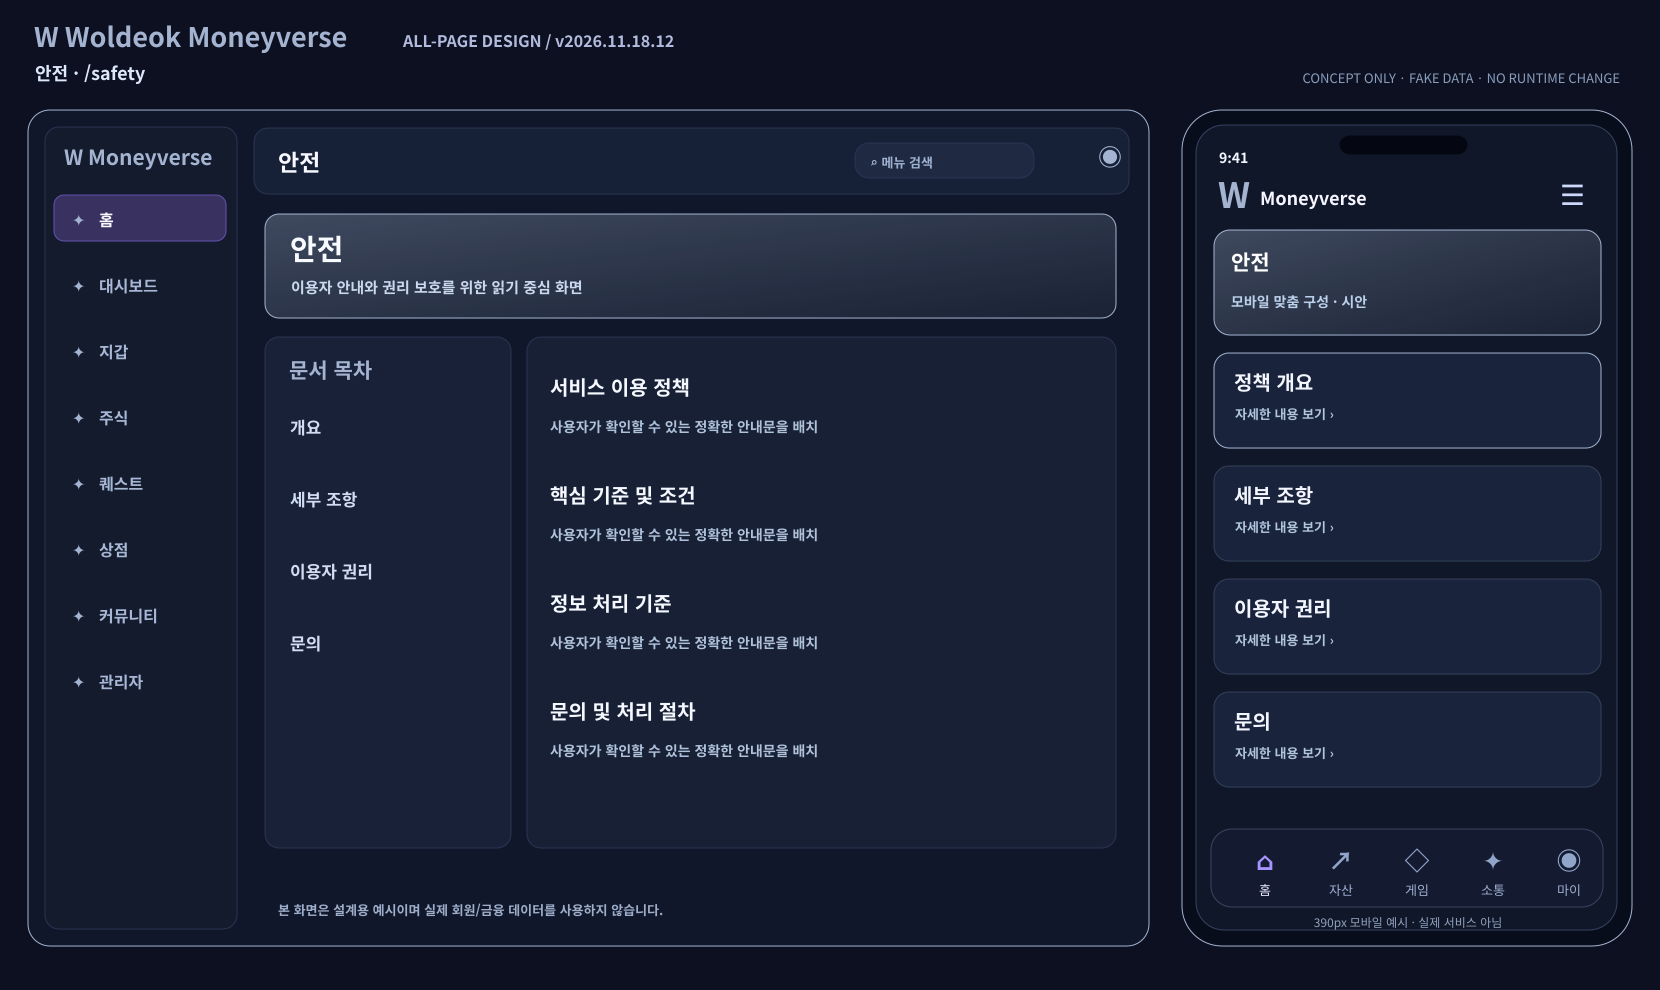 W Woldeok Moneyverse
ALL-PAGE DESIGN / v2026.11.18.12
안전 · /safety
CONCEPT ONLY · FAKE DATA · NO RUNTIME CHANGE
W Moneyverse
✦ 홈
✦ 대시보드
✦ 지갑
✦ 주식
✦ 퀘스트
✦ 상점
✦ 커뮤니티
✦ 관리자
안전
⌕ 메뉴 검색
안전
이용자 안내와 권리 보호를 위한 읽기 중심 화면
문서 목차
개요
세부 조항
이용자 권리
문의
서비스 이용 정책
사용자가 확인할 수 있는 정확한 안내문을 배치
핵심 기준 및 조건
사용자가 확인할 수 있는 정확한 안내문을 배치
정보 처리 기준
사용자가 확인할 수 있는 정확한 안내문을 배치
문의 및 처리 절차
사용자가 확인할 수 있는 정확한 안내문을 배치
본 화면은 설계용 예시이며 실제 회원/금융 데이터를 사용하지 않습니다.
9:41
W Moneyverse
안전
모바일 맞춤 구성 · 시안
정책 개요
자세한 내용 보기 ›
세부 조항
자세한 내용 보기 ›
이용자 권리
자세한 내용 보기 ›
문의
자세한 내용 보기 ›
홈 자산 게임 소통 마이
390px 모바일 예시 · 실제 서비스 아님